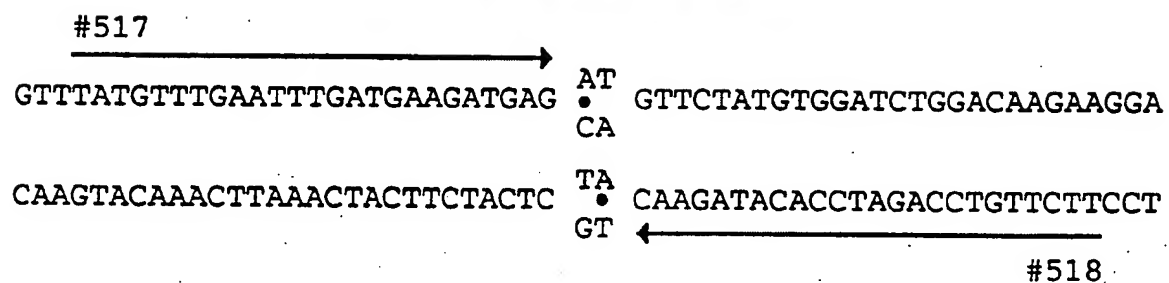 #517
AT
GTTTATGTTTGAATTTGATGAAGATGAG • GTTCTATGTGGATCTGGACAAGAAGGA
CA
TA
CAAGTACAAACTTAAACTACTTCTACTC • CAAGATACACCTAGACCTGTTCTTCCT
GT
#518